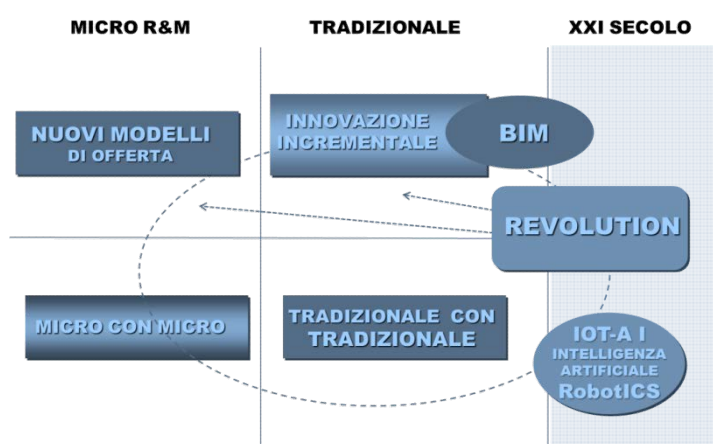 MICRO R&M
TRADIZIONALE
XXI SECOLO
NUOVI MODELLI
DI OFFERTA
INNOVAZIONE
INCREMENTALE
BIM
REVOLUTION
MICRO CON MICRO
TRADIZIONALE CON
TRADIZIONALE
IOT-A I
INTELLIGENZA
ARTIFICIALE
RobotICS